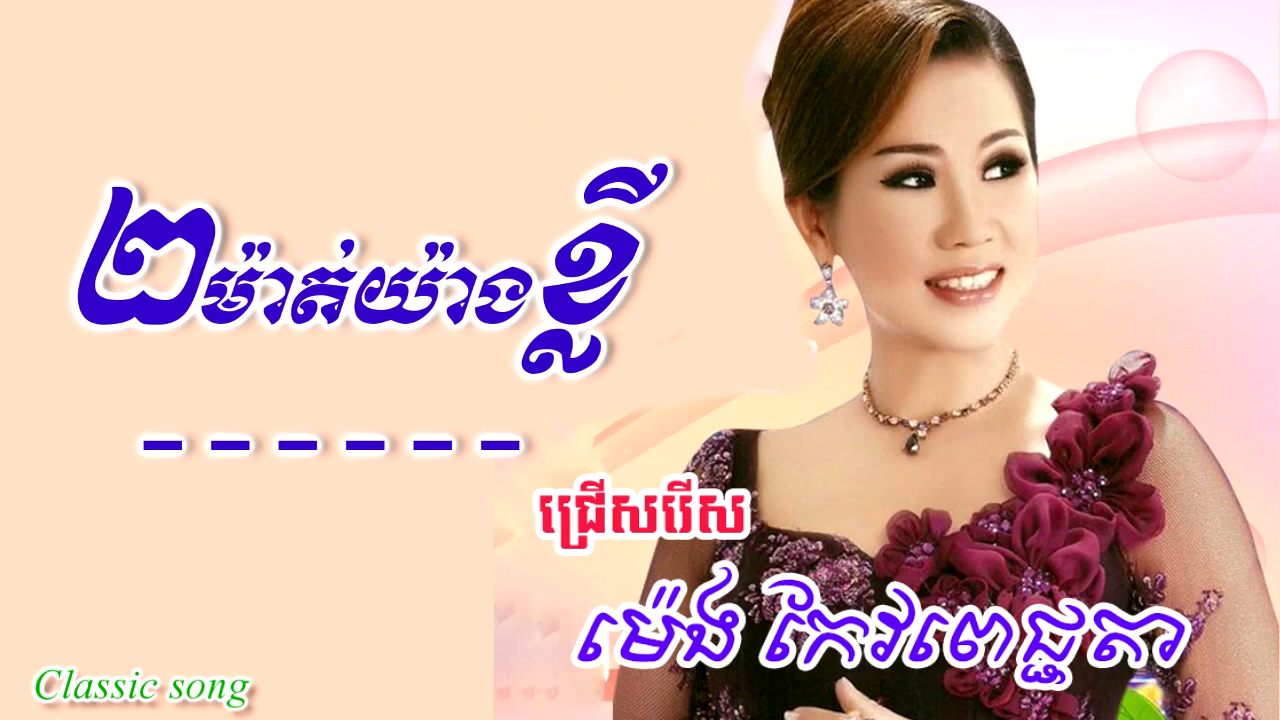 ២ម៉ាត់យ៉ាងខ្លី
- - - - - -
ជ្រើសរើស
ម៉េង កែវពេជ្ជតា
Classic song